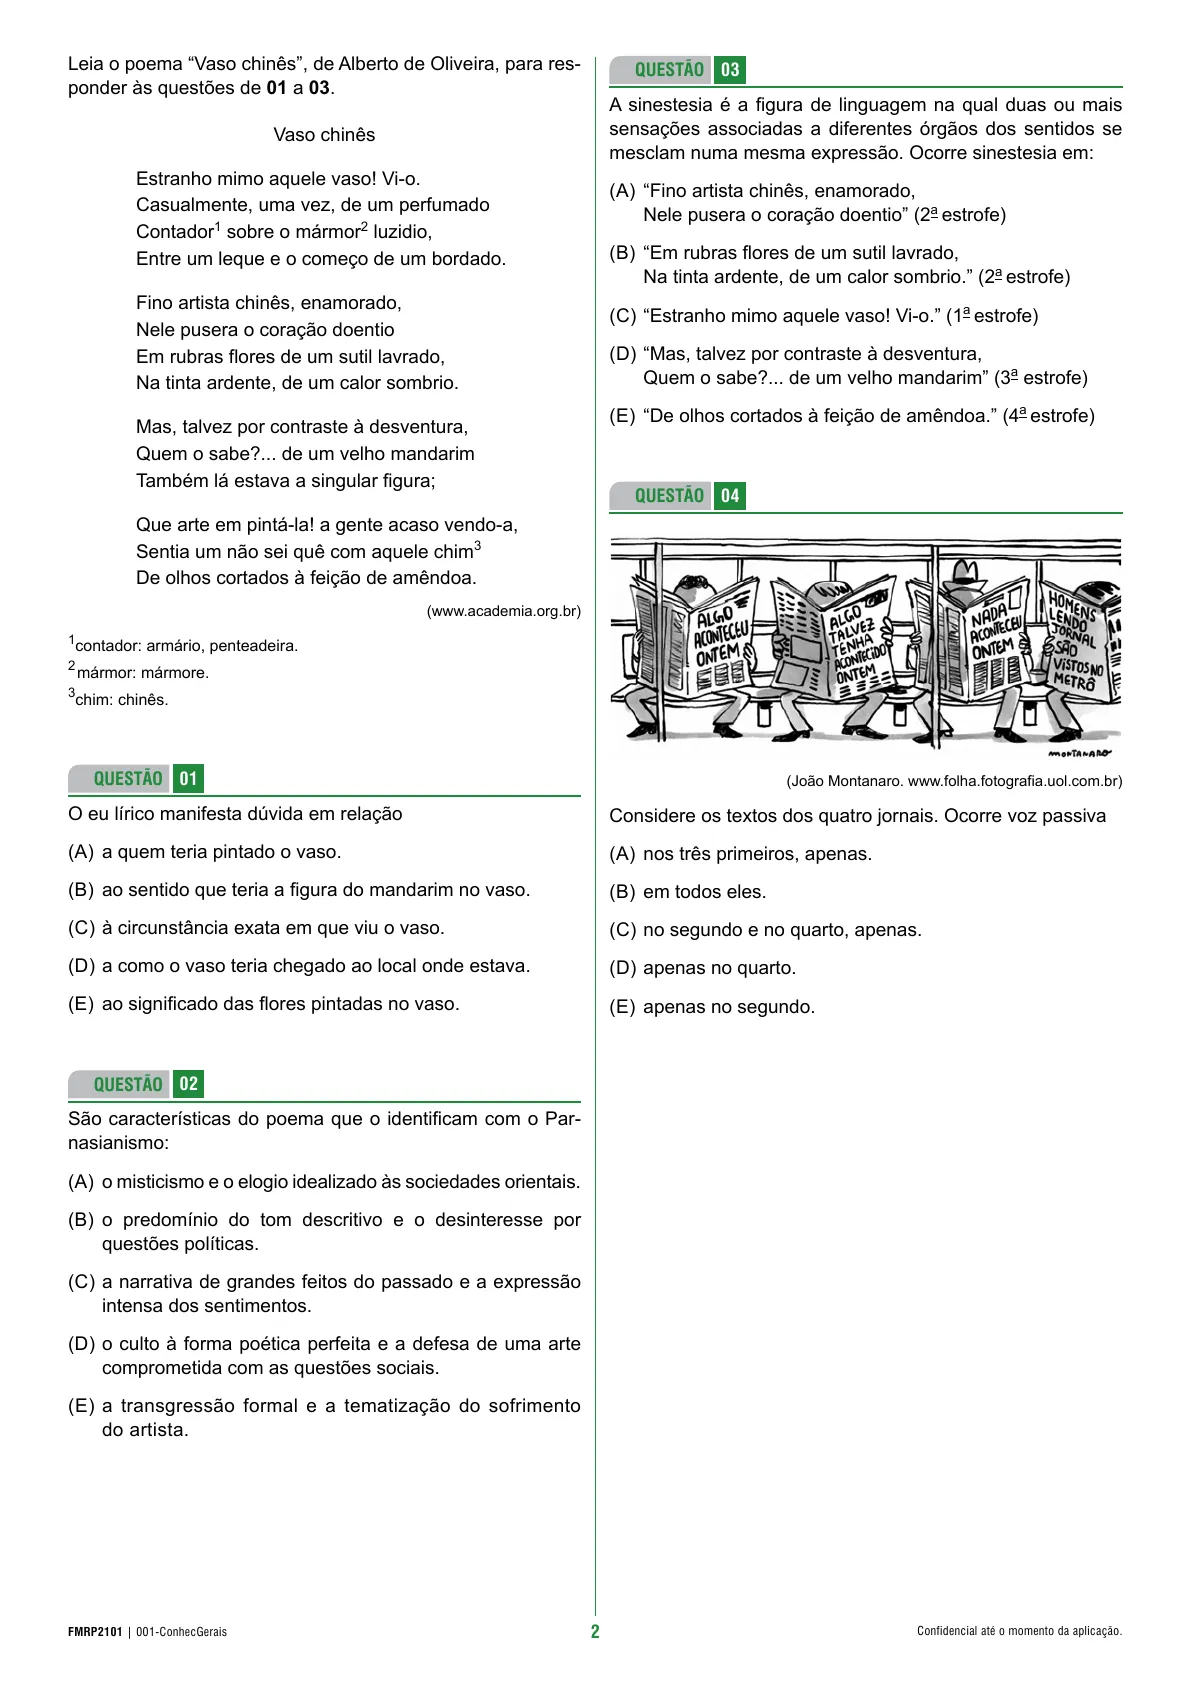 Leia o poema “Vaso chinês”, de Alberto de Oliveira, para res-
ponder às questões de 01 a 03.
Vaso chinês
Estranho mimo aquele vaso! Vi-o.
Casualmente, uma vez, de um perfumado
Contador¹ sobre o mármor² luzidio,
Entre um leque e o começo de um bordado.
Fino artista chinês, enamorado,
Nele pusera o coração doentio
Em rubras flores de um sutil lavrado,
Na tinta ardente, de um calor sombrio.
Mas, talvez por contraste à desventura,
Quem o sabe?... de um velho mandarim
Também lá estava a singular figura;
Que arte em pintá-la! a gente acaso vendo-a,
Sentia um não sei quê com aquele chim³
De olhos cortados à feição de amêndoa.
(www.academia.org.br)
¹contador: armário, penteadeira.
²mármor: mármore.
³chim: chinês.
QUESTÃO 01
O eu lírico manifesta dúvida em relação
(A) a quem teria pintado o vaso.
(B) ao sentido que teria a figura do mandarim no vaso.
(C) à circunstância exata em que viu o vaso.
(D) a como o vaso teria chegado ao local onde estava.
(E) ao significado das flores pintadas no vaso.
QUESTÃO 02
São características do poema que o identificam com o Par-
nasianismo:
(A) o misticismo e o elogio idealizado às sociedades orientais.
(B) o predomínio do tom descritivo e o desinteresse por
questões políticas.
(C) a narrativa de grandes feitos do passado e a expressão
intensa dos sentimentos.
(D) o culto à forma poética perfeita e a defesa de uma arte
comprometida com as questões sociais.
(E) a transgressão formal e a tematização do sofrimento
do artista.
QUESTÃO 03
A sinestesia é a figura de linguagem na qual duas ou mais
sensações associadas a diferentes órgãos dos sentidos se
mesclam numa mesma expressão. Ocorre sinestesia em:
(A) “Fino artista chinês, enamorado,
Nele pusera o coração doentio” (2ª estrofe)
(B) “Em rubras flores de um sutil lavrado,
Na tinta ardente, de um calor sombrio.” (2ª estrofe)
(C) “Estranho mimo aquele vaso! Vi-o.” (1ª estrofe)
(D) “Mas, talvez por contraste à desventura,
Quem o sabe?... de um velho mandarim” (3ª estrofe)
(E) “De olhos cortados à feição de amêndoa.” (4ª estrofe)
QUESTÃO 04
ALGO
ACONTECEU
ONTEM
ALGO
TALVEZ
TENHA
ACONTECIDO
ONTEM
NADA
ACONTECEU
ONTEM
HOMENS
LENDO
JORNAL
SÃO
VISTOS NO
METRÔ
MONTANARO
(João Montanaro. www.folha.fotografia.uol.com.br)
Considere os textos dos quatro jornais. Ocorre voz passiva
(A) nos três primeiros, apenas.
(B) em todos eles.
(C) no segundo e no quarto, apenas.
(D) apenas no quarto.
(E) apenas no segundo.
FMRP2101 | 001-ConhecGerais
2
Confidencial até o momento da aplicação.